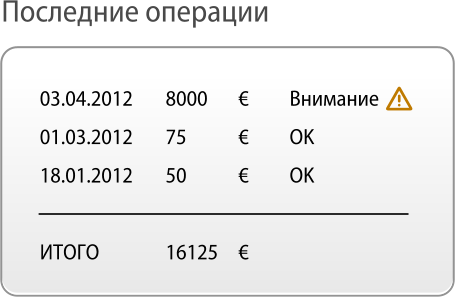 Последние операции
03.04.2012 8000 € Внимание
01.03.2012 75 € OK
18.01.2012 50 € OK
ИТОГО 16125 €